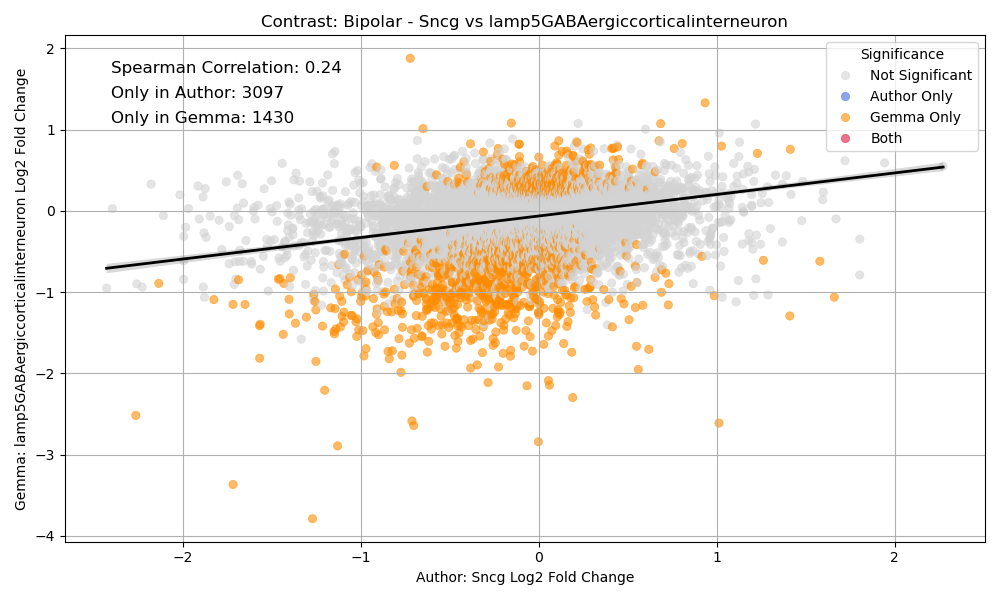 Contrast: Bipolar - Sncg vs lamp5GABAergiccorticalinterneuron
Spearman Correlation: 0.24
Only in Author: 3097
Only in Gemma: 1430
Significance
Not Significant
Author Only
Gemma Only
Both
Gemma: lamp5GABAergiccorticalinterneuron Log2 Fold Change
2
1
0
−1
−2
−3
−4
−2
−1
0
1
2
Author: Sncg Log2 Fold Change